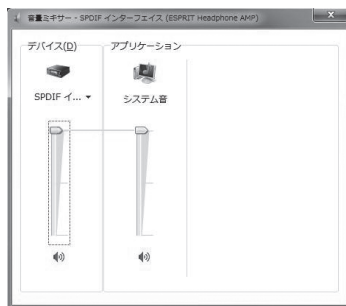 音量ミキサー - SPDIF インターフェイス (ESPRIT Headphone AMP)
デバイス(D)
アプリケーション
SPDIF イ...
システム音